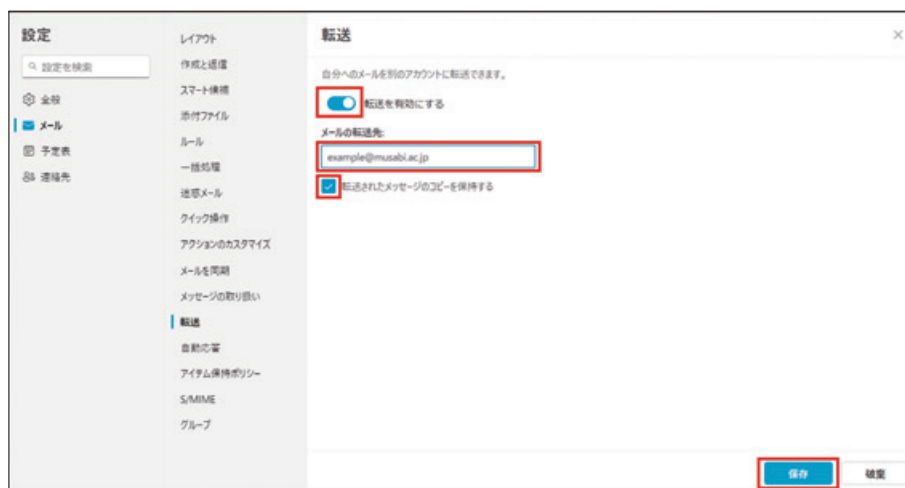 設定
設定を検索
全般
メール
予定表
連絡先
レイアウト
作成と返信
スマート候補
添付ファイル
ルール
一括処理
迷惑メール
クイック操作
アクションのカスタマイズ
メールを同期
メッセージの取り扱い
転送
自動応答
アイテム保持ポリシー
S/MIME
グループ
転送
自分へのメールを別のアカウントに転送できます。
転送を有効にする
メールの転送先:
example@musabi.ac.jp
転送されたメッセージのコピーを保持する
保存
破棄